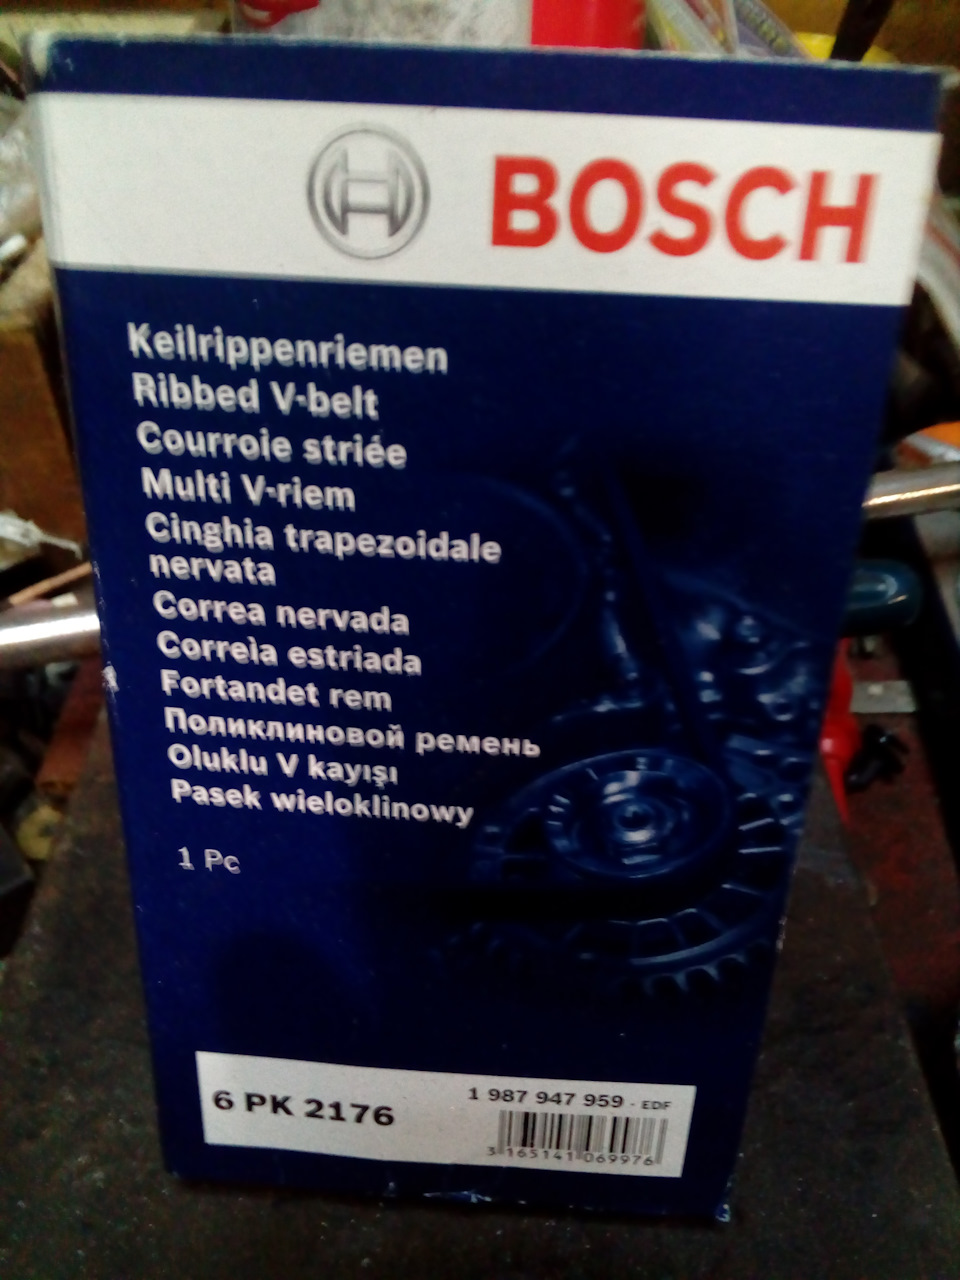 BOSCH
Keilrippenriemen
Ribbed V-belt
Courroie striée
Multi V-riem
Cinghia trapezoidale
nervata
Correa nervada
Correia estriada
Fortandet rem
Поликлиновой ремень
Oluklu V kayışı
Pasek wieloklinowy
1 Pc
6 PK 2176
1 987 947 959 - EDF
3 165141 069976